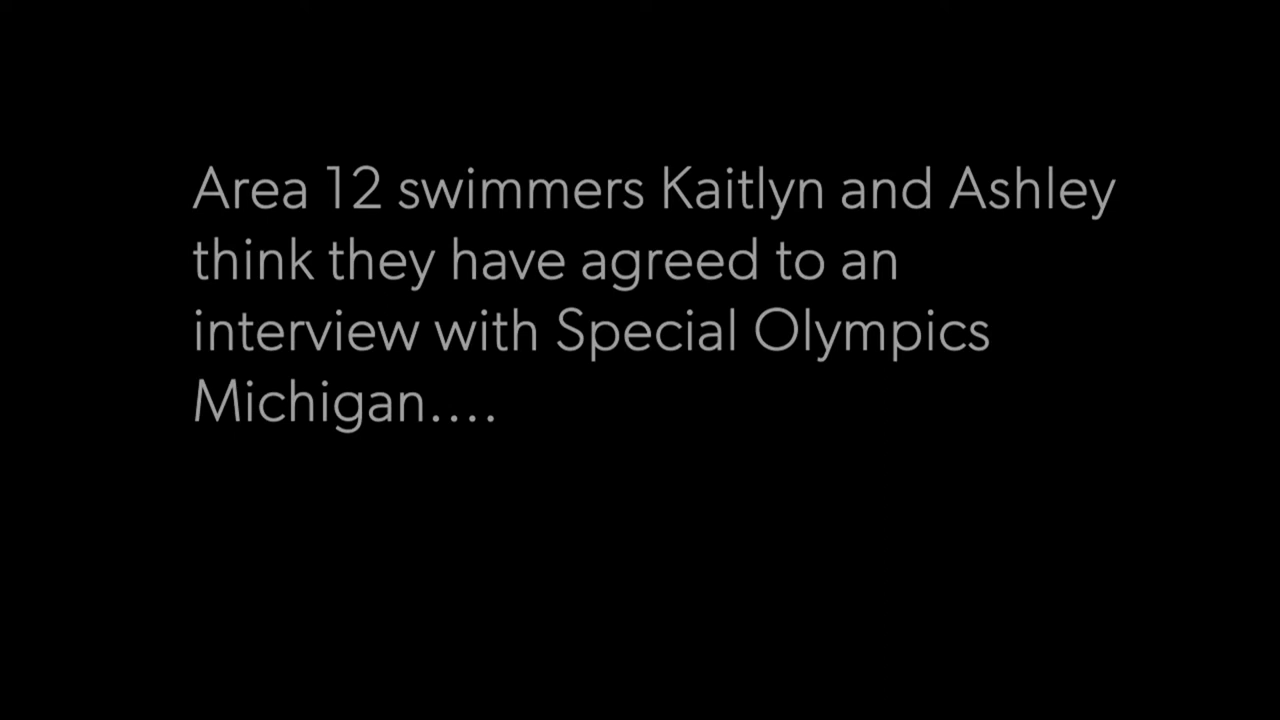 Area 12 swimmers Kaitlyn and Ashley
think they have agreed to an
interview with Special Olympics
Michigan....